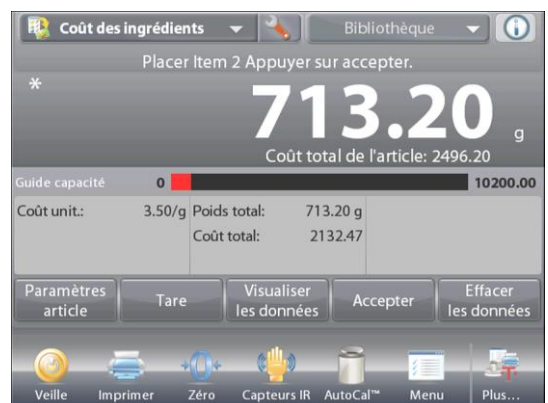 Coût des ingrédients
Bibliothèque
Placer Item 2 Appuyer sur accepter.
*
713.20 g
Coût total de l'article: 2496.20
Guide capacité 0 10200.00
Coût unit.: 3.50/g Poids total: 713.20 g
Coût total: 2132.47
Paramètres article
Tare
Visualiser les données
Accepter
Effacer les données
Veille Imprimer Zéro Capteurs IR AutoCal™ Menu Plus...